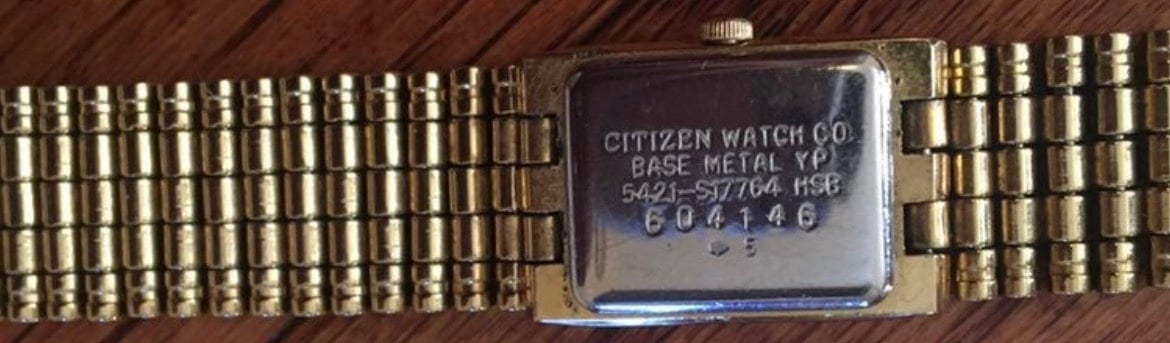 CITIZEN WATCH CO.
BASE METAL YP
5421-S17764 HSB
604146
5